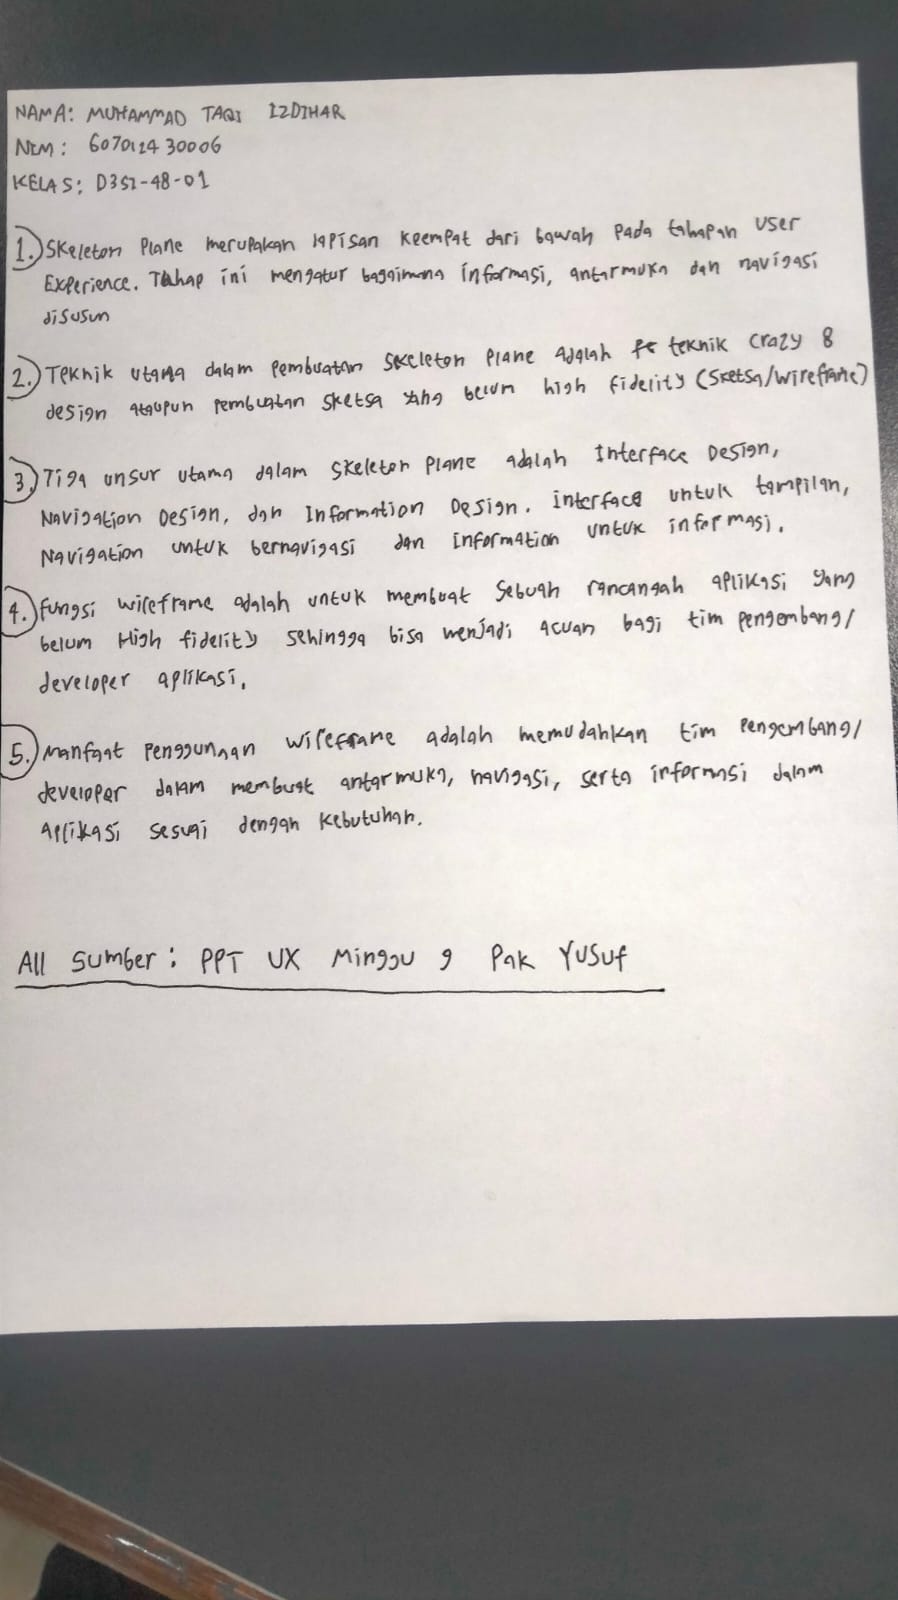 NAMA: MUHAMMAD TAQI IZDIHAR
NIM: 607012430006
KELAS: D3SI-48-01
1.) Skeleton Plane merupakan lapisan keempat dari bawah pada tahapan User
Experience. Tahap ini mengatur bagaimana informasi, antarmuka dan navigasi
disusun
2.) Teknik utama dalam pembuatan Skeleton Plane adalah teknik crazy 8
design ataupun pembuatan sketsa yang belum high fidelity (Sketsa/wireframe)
3.) Tiga unsur utama dalam Skeleton Plane adalah Interface Design,
Navigation Design, dan Information Design. interface untuk tampilan,
Navigation untuk bernavigasi dan information untuk informasi.
4.) Fungsi wireframe adalah untuk membuat sebuah rancangan aplikasi yang
belum High fidelity sehingga bisa menjadi acuan bagi tim pengembang/
developer aplikasi.
5.) Manfaat penggunaan wireframe adalah memudahkan tim pengembang/
developer dalam membuat antarmuka, navigasi, serta informasi dalam
aplikasi sesuai dengan kebutuhan.
All Sumber: PPT UX Minggu 9 Pak Yusuf